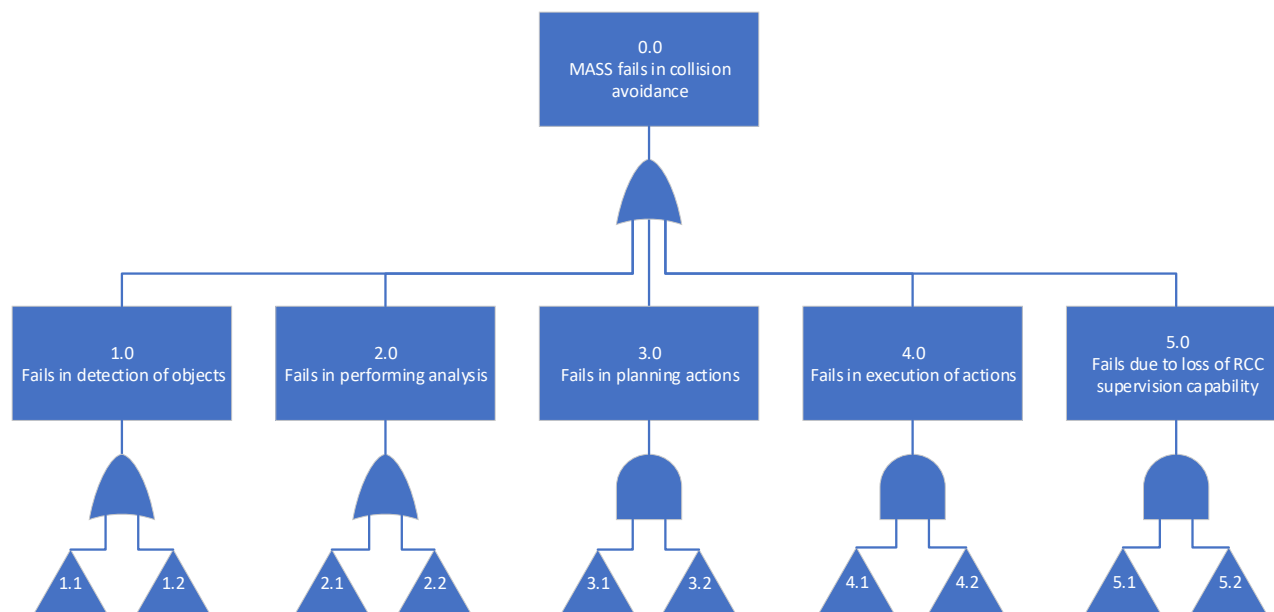 0.0
MASS fails in collision
avoidance
1.0
Fails in detection of objects
2.0
Fails in performing analysis
3.0
Fails in planning actions
4.0
Fails in execution of actions
5.0
Fails due to loss of RCC
supervision capability
1.1
1.2
2.1
2.2
3.1
3.2
4.1
4.2
5.1
5.2